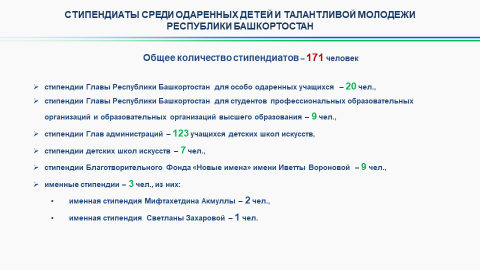 СТИПЕНДИАТЫ СРЕДИ ОДАРЕННЫХ ДЕТЕЙ И ТАЛАНТЛИВОЙ МОЛОДЕЖИ
РЕСПУБЛИКИ БАШКОРТОСТАН
Общее количество стипендиатов – 171 человек
➢ стипендии Главы Республики Башкортостан для особо одаренных учащихся – 20 чел.,
➢ стипендии Главы Республики Башкортостан для студентов профессиональных образовательных
организаций и образовательных организаций высшего образования – 9 чел.,
➢ стипендии Глав администраций – 123 учащихся детских школ искусств,
➢ стипендии детских школ искусств – 7 чел.,
➢ стипендии Благотворительного Фонда «Новые имена» имени Иветты Вороновой – 9 чел.,
➢ именные стипендии – 3 чел., из них:
• именная стипендия Мифтахетдина Акмуллы – 2 чел.,
• именная стипендия Светланы Захаровой – 1 чел.